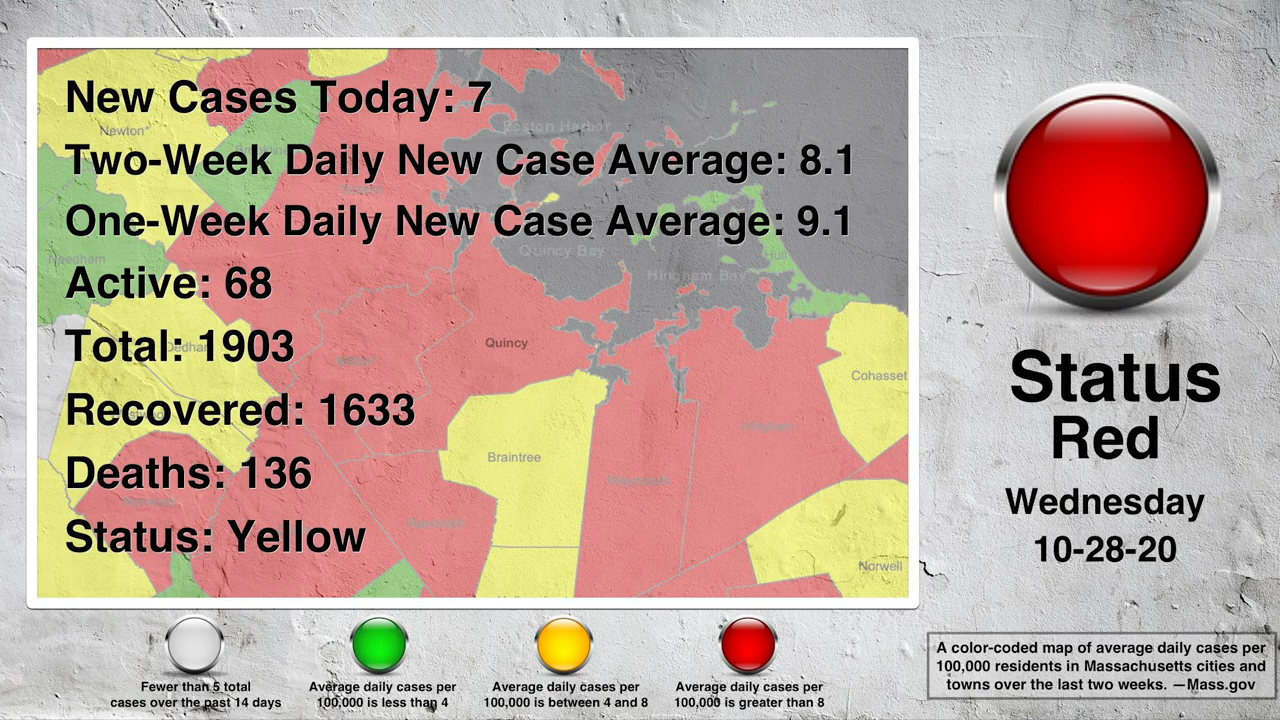 New Cases Today: 7
Two-Week Daily New Case Average: 8.1
One-Week Daily New Case Average: 9.1
Active: 68
Total: 1903
Recovered: 1633
Deaths: 136
Status: Yellow
Newton*
Boston Harbor
Quincy Bay
Hingham Bay
Hull
Needham
Dedham
Quincy
Cohasset
Hingham
Braintree
Weymouth
Norwell
Status
Red
Wednesday
10-28-20
Fewer than 5 total
cases over the past 14 days
Average daily cases per
100,000 is less than 4
Average daily cases per
100,000 is between 4 and 8
Average daily cases per
100,000 is greater than 8
A color-coded map of average daily cases per
100,000 residents in Massachusetts cities and
towns over the last two weeks. —Mass.gov